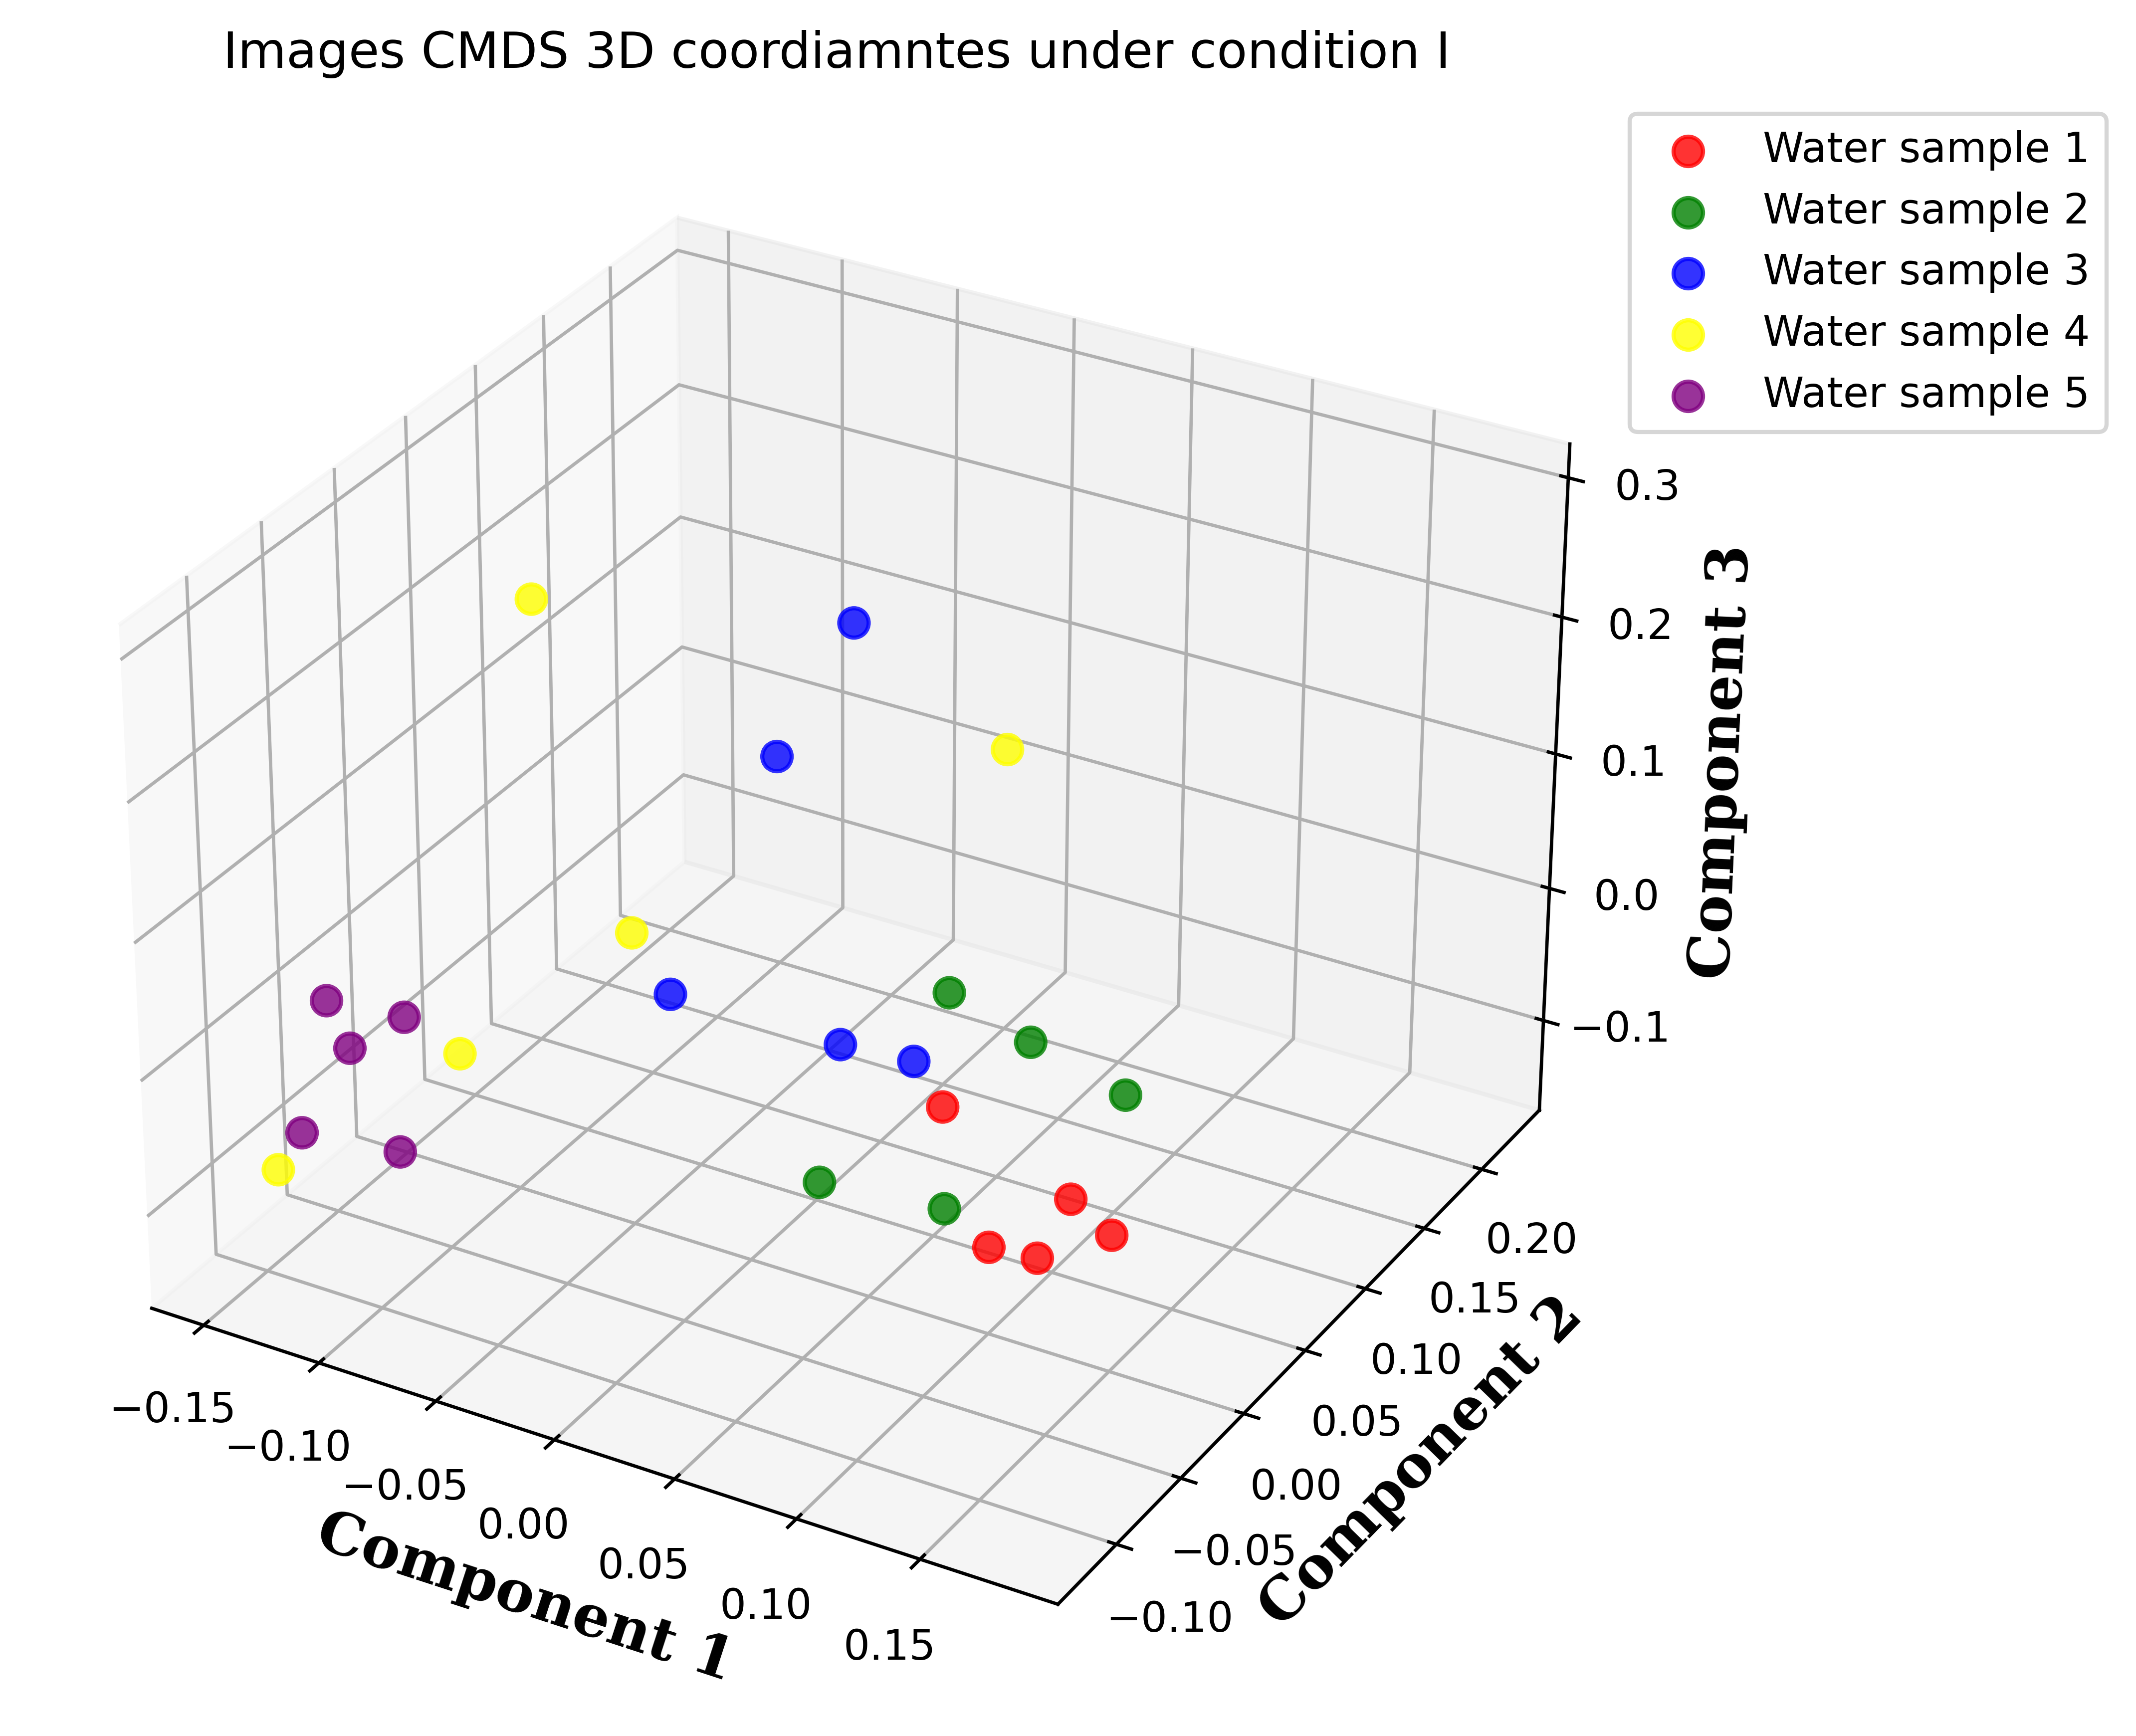 Images CMDS 3D coordiamntes under condition I
Water sample 1
Water sample 2
Water sample 3
Water sample 4
Water sample 5
0.3
0.2
0.1
0.0
−0.1
Component 3
0.20
0.15
0.10
0.05
0.00
−0.05
−0.10
Component 2
−0.15
−0.10
−0.05
0.00
0.05
0.10
0.15
Component 1